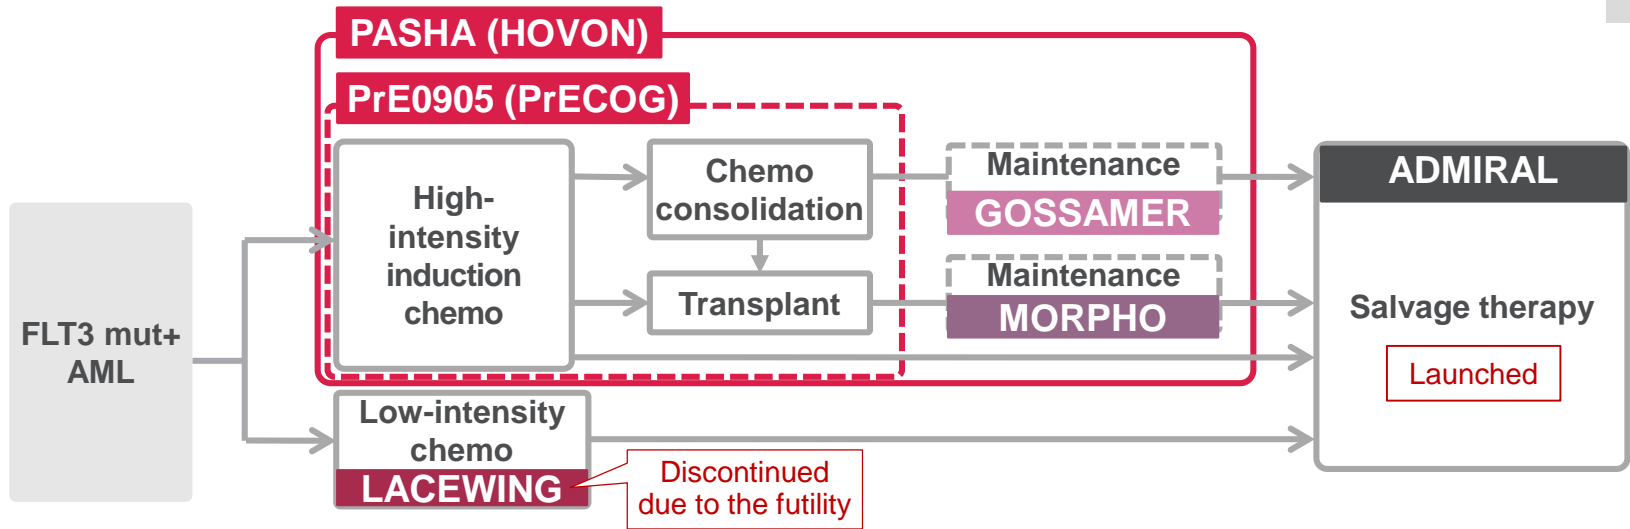 PASHA (HOVON)
PrE0905 (PrECOG)
FLT3 mut+
AML
High-
intensity
induction
chemo
Chemo
consolidation
Transplant
Maintenance
GOSSAMER
Maintenance
MORPHO
ADMIRAL
Salvage therapy
Launched
Low-intensity
chemo
LACEWING
Discontinued
due to the futility